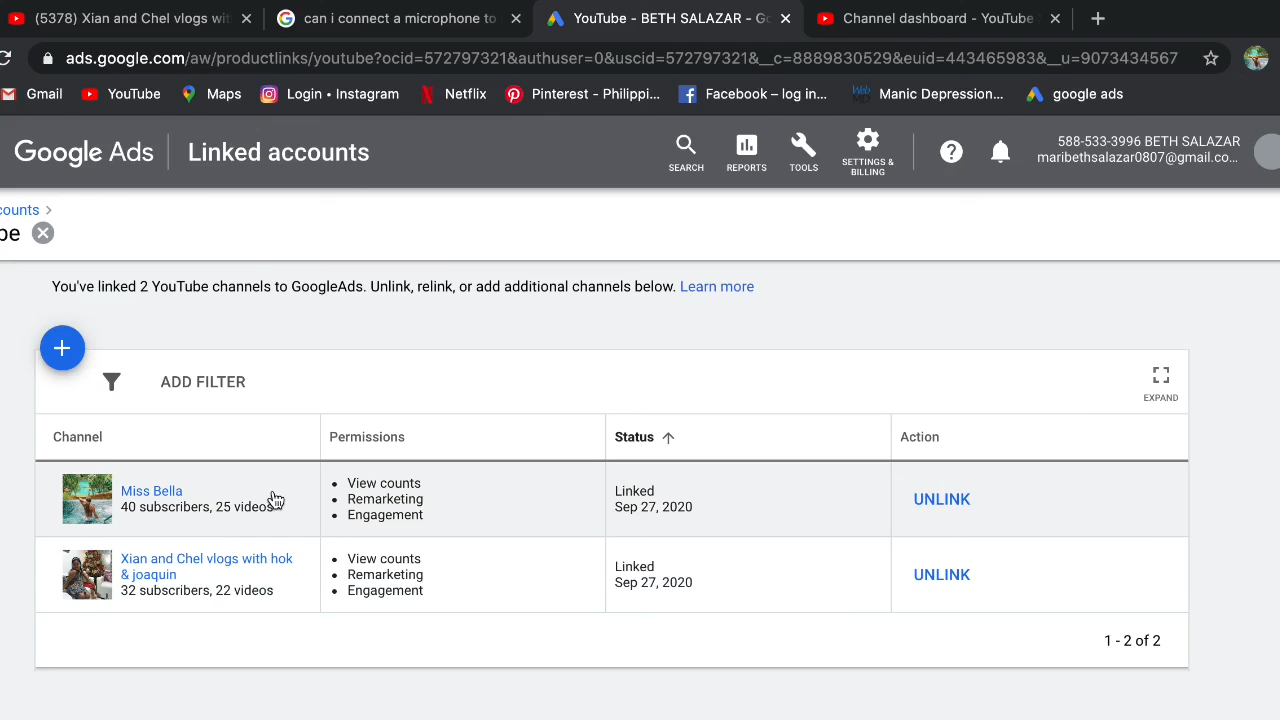 (5378) Xian and Chel vlogs wit
can i connect a microphone to
YouTube - BETH SALAZAR - Go
Channel dashboard - YouTube
ads.google.com/aw/productlinks/youtube?ocid=572797321&authuser=0&uscid=572797321&__c=8889830529&euid=443465983&__u=9073434567
Gmail YouTube Maps Login • Instagram Netflix Pinterest – Philippi... Facebook – log in... Manic Depression... google ads
Google Ads Linked accounts
SEARCH REPORTS TOOLS SETTINGS & BILLING
588-533-3996 BETH SALAZAR
maribethsalazar0807@gmail.co...
counts >
be
You've linked 2 YouTube channels to GoogleAds. Unlink, relink, or add additional channels below. Learn more
ADD FILTER
EXPAND
Channel Permissions Status Action
Miss Bella
40 subscribers, 25 videos
• View counts
• Remarketing
• Engagement
Linked
Sep 27, 2020
UNLINK
Xian and Chel vlogs with hok
& joaquin
32 subscribers, 22 videos
• View counts
• Remarketing
• Engagement
Linked
Sep 27, 2020
UNLINK
1 - 2 of 2